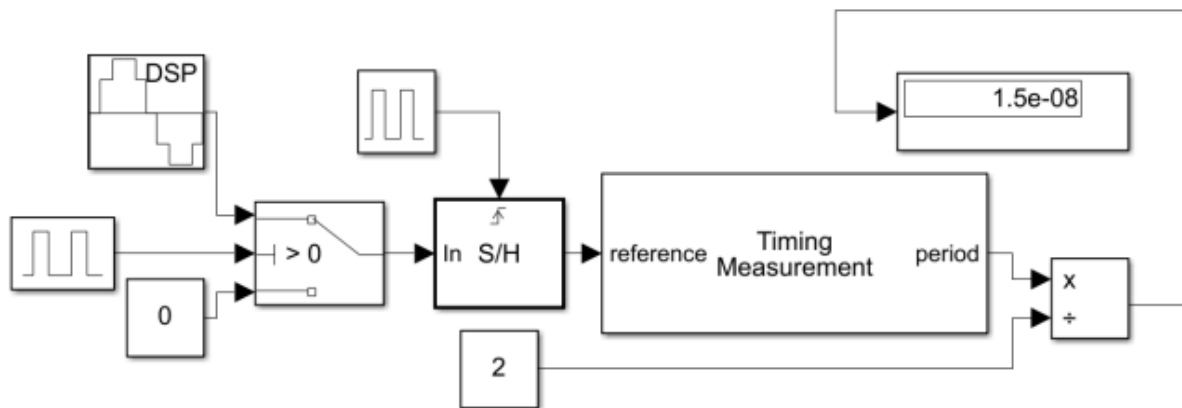 DSP
1.5e-08
> 0
In S/H
reference
Timing
Measurement
period
x
÷
0
2